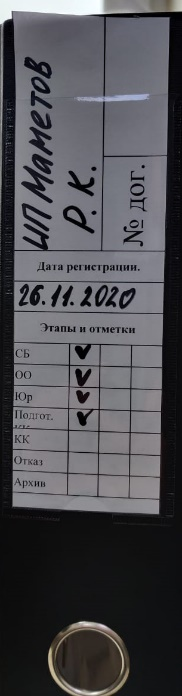 ИП Маметов
Р. К.
№ дог.
Дата регистрации.
26.11.2020
Этапы и отметки
СБ ✓
ОО ✓
Юр ✓
Подгот. ✓
КК
Отказ
Архив